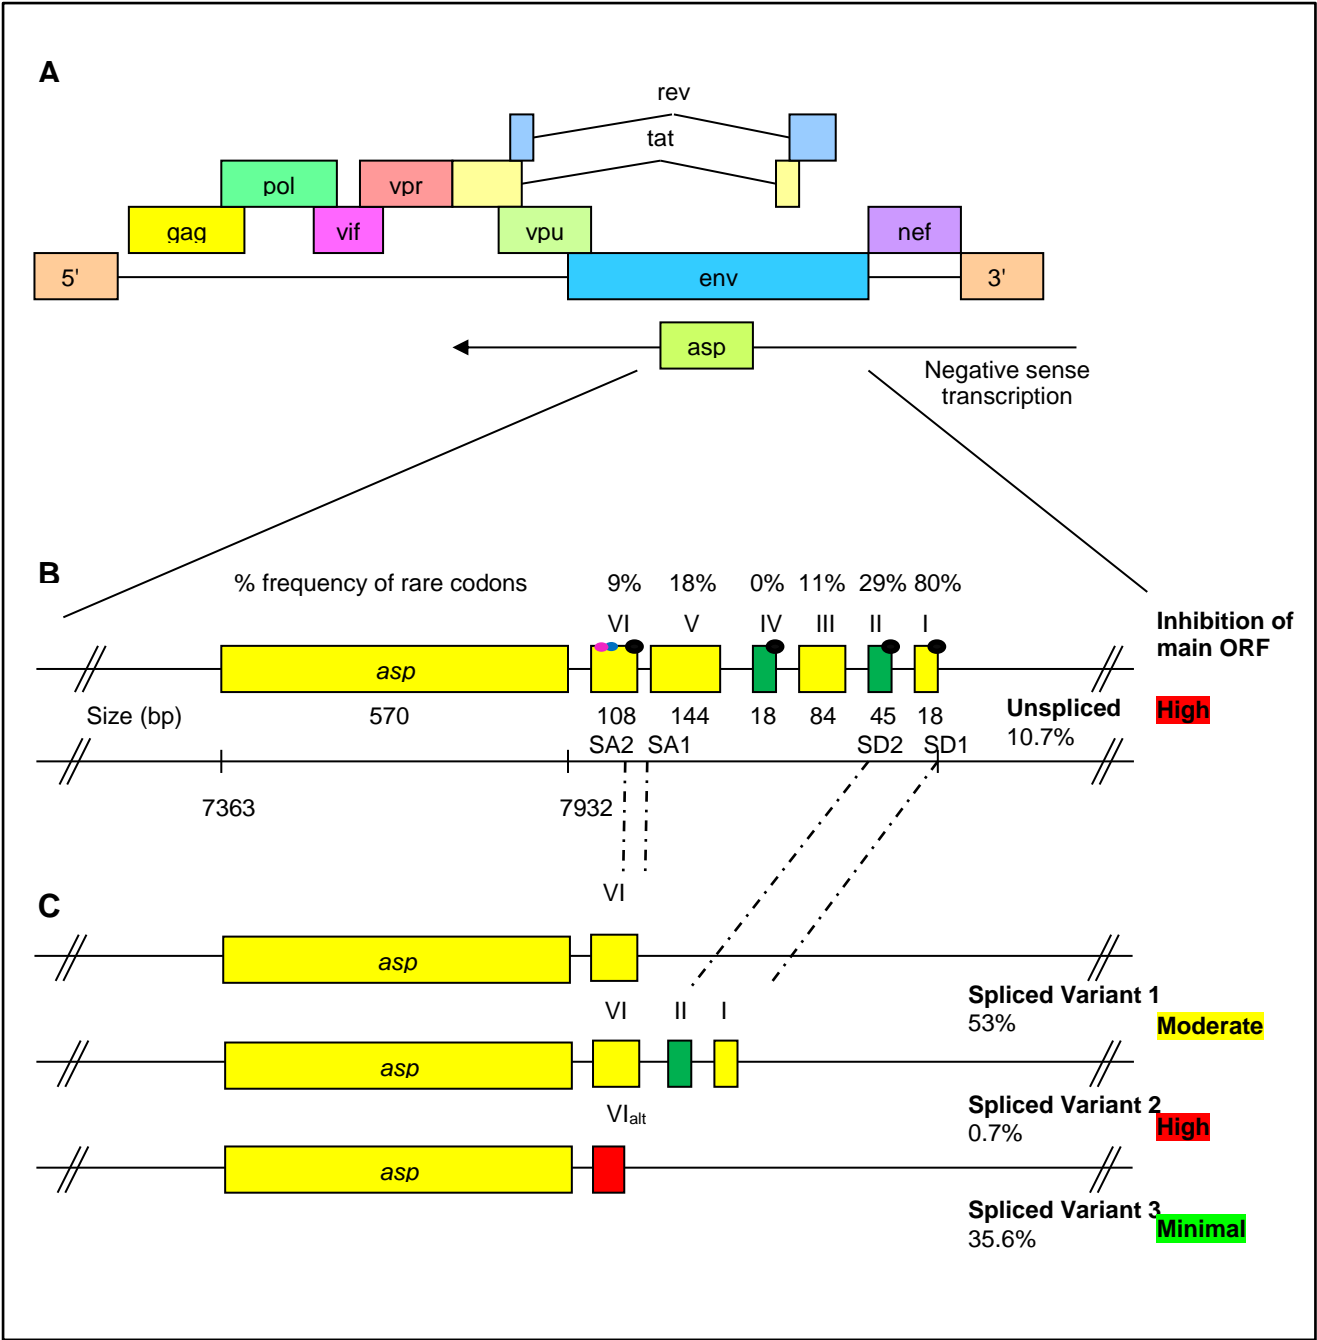 A
rev
tat
pol
vpr
gag
vif
vpu
nef
5'
env
3'
asp
Negative sense
transcription
B
% frequency of rare codons
9% 18% 0% 11% 29% 80%
VI V IV III II I
Inhibition of
main ORF
asp
Size (bp) 570 108 144 18 84 45 18
Unspliced
10.7%
High
SA2 SA1 SD2 SD1
7363 7932
VI
C
asp
Spliced Variant 1
53%
Moderate
VI II I
asp
Spliced Variant 2
0.7%
High
VIalt
asp
Spliced Variant 3
35.6%
Minimal